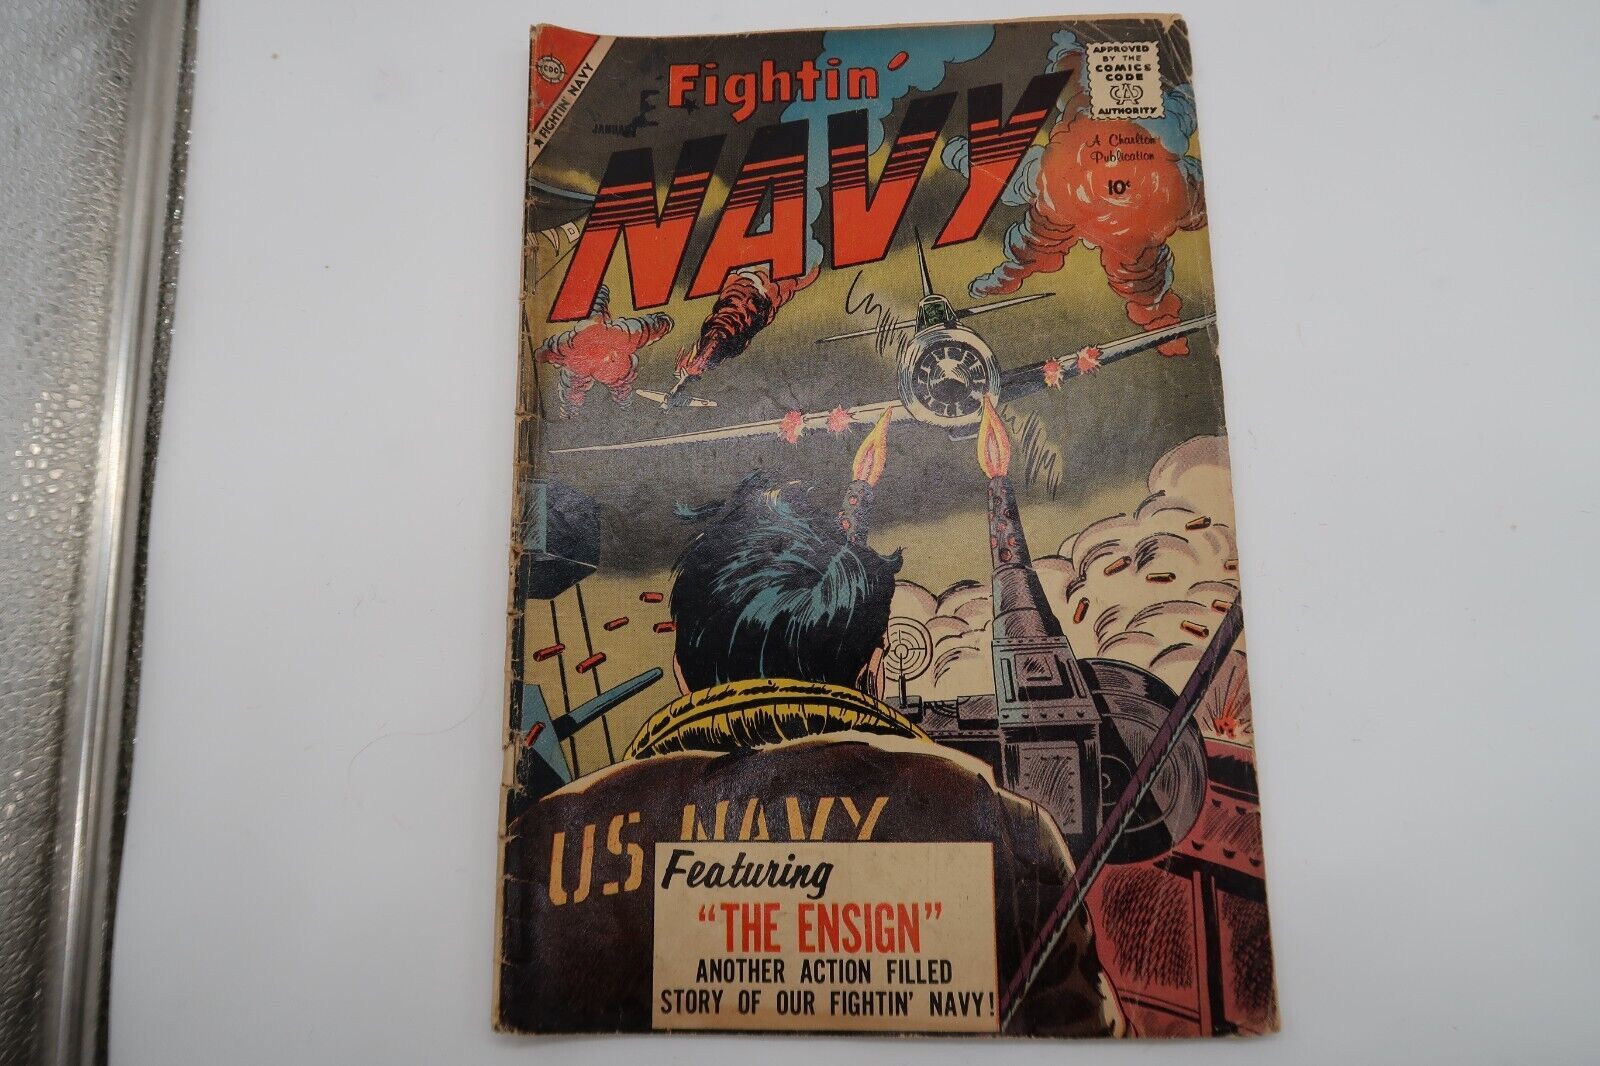 CDC
★ FIGHTIN' NAVY
JANUARY
Fightin'
NAVY
APPROVED
BY THE
COMICS
CODE
AUTHORITY
A Charlton
Publication
10¢
D
US NAVY
Featuring
"THE ENSIGN"
ANOTHER ACTION FILLED
STORY OF OUR FIGHTIN' NAVY!